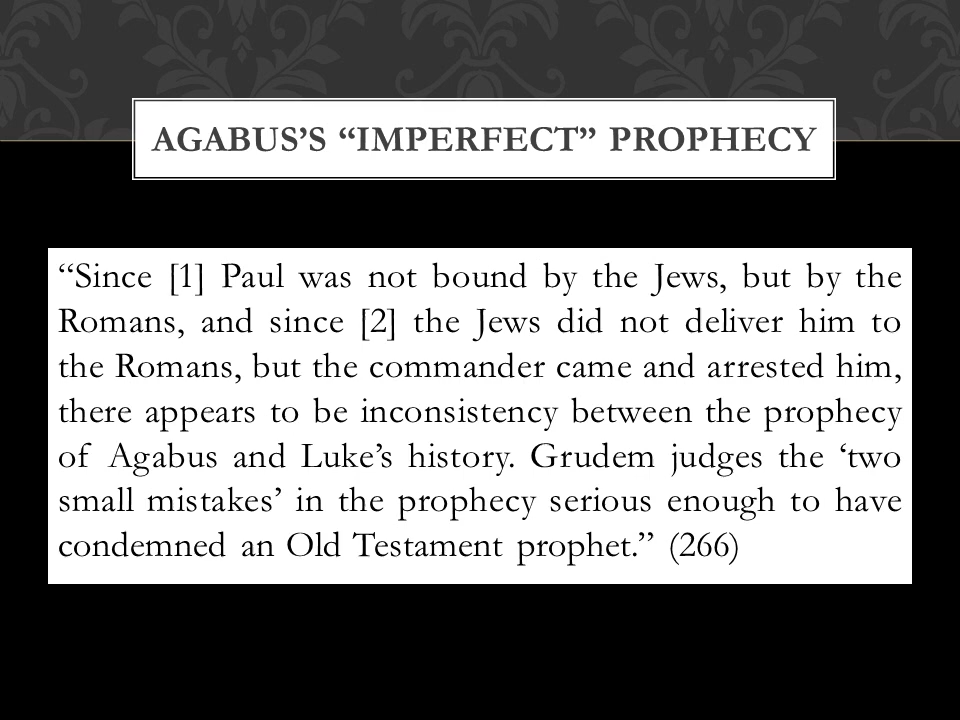 AGABUS’S “IMPERFECT” PROPHECY
“Since [1] Paul was not bound by the Jews, but by the
Romans, and since [2] the Jews did not deliver him to
the Romans, but the commander came and arrested him,
there appears to be inconsistency between the prophecy
of Agabus and Luke’s history. Grudem judges the ‘two
small mistakes’ in the prophecy serious enough to have
condemned an Old Testament prophet.” (266)